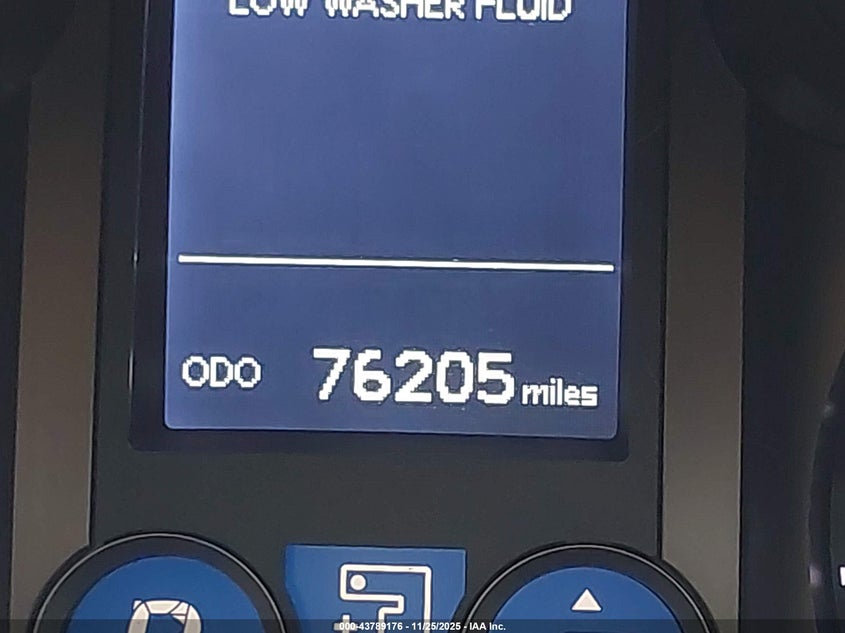 LOW WASHER FLUID
ODO 76205 miles
000-43789176 - 11/25/2025 - IAA Inc.